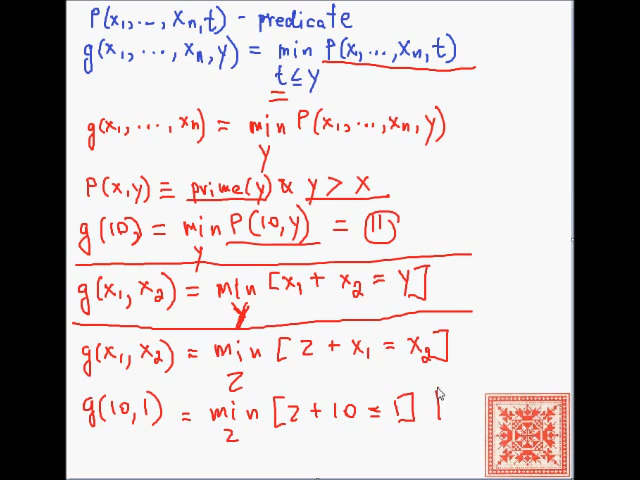 P(x₁,..., xₙ,t) - predicate
g(x₁,..., xₙ,y) = min P(x,...,xₙ,t)
t≤y
g(x₁,...,xₙ) = min P(x₁,...,xₙ,y)
y
P(x,y) ≡ prime(y) & y > x
g(10) = min P(10,y) = 11
y
g(x₁,x₂) = min [x₁ + x₂ = y]
y
g(x₁,x₂) = min [z + x₁ = x₂]
z
g(10,1) = min [z + 10 = 1]
z